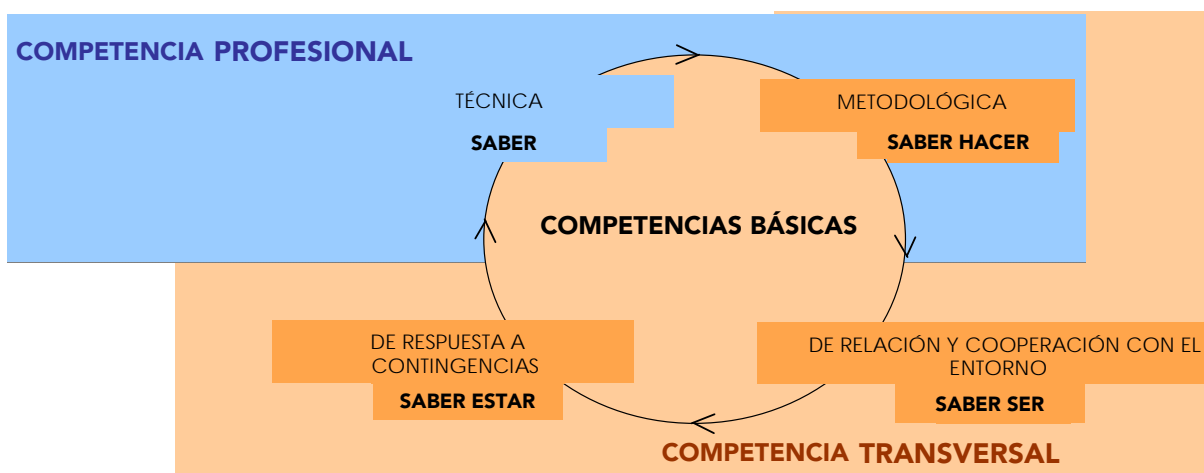 COMPETENCIA PROFESIONAL
TÉCNICA
SABER
METODOLÓGICA
SABER HACER
COMPETENCIAS BÁSICAS
DE RESPUESTA A
CONTINGENCIAS
SABER ESTAR
DE RELACIÓN Y COOPERACIÓN CON EL
ENTORNO
SABER SER
COMPETENCIA TRANSVERSAL